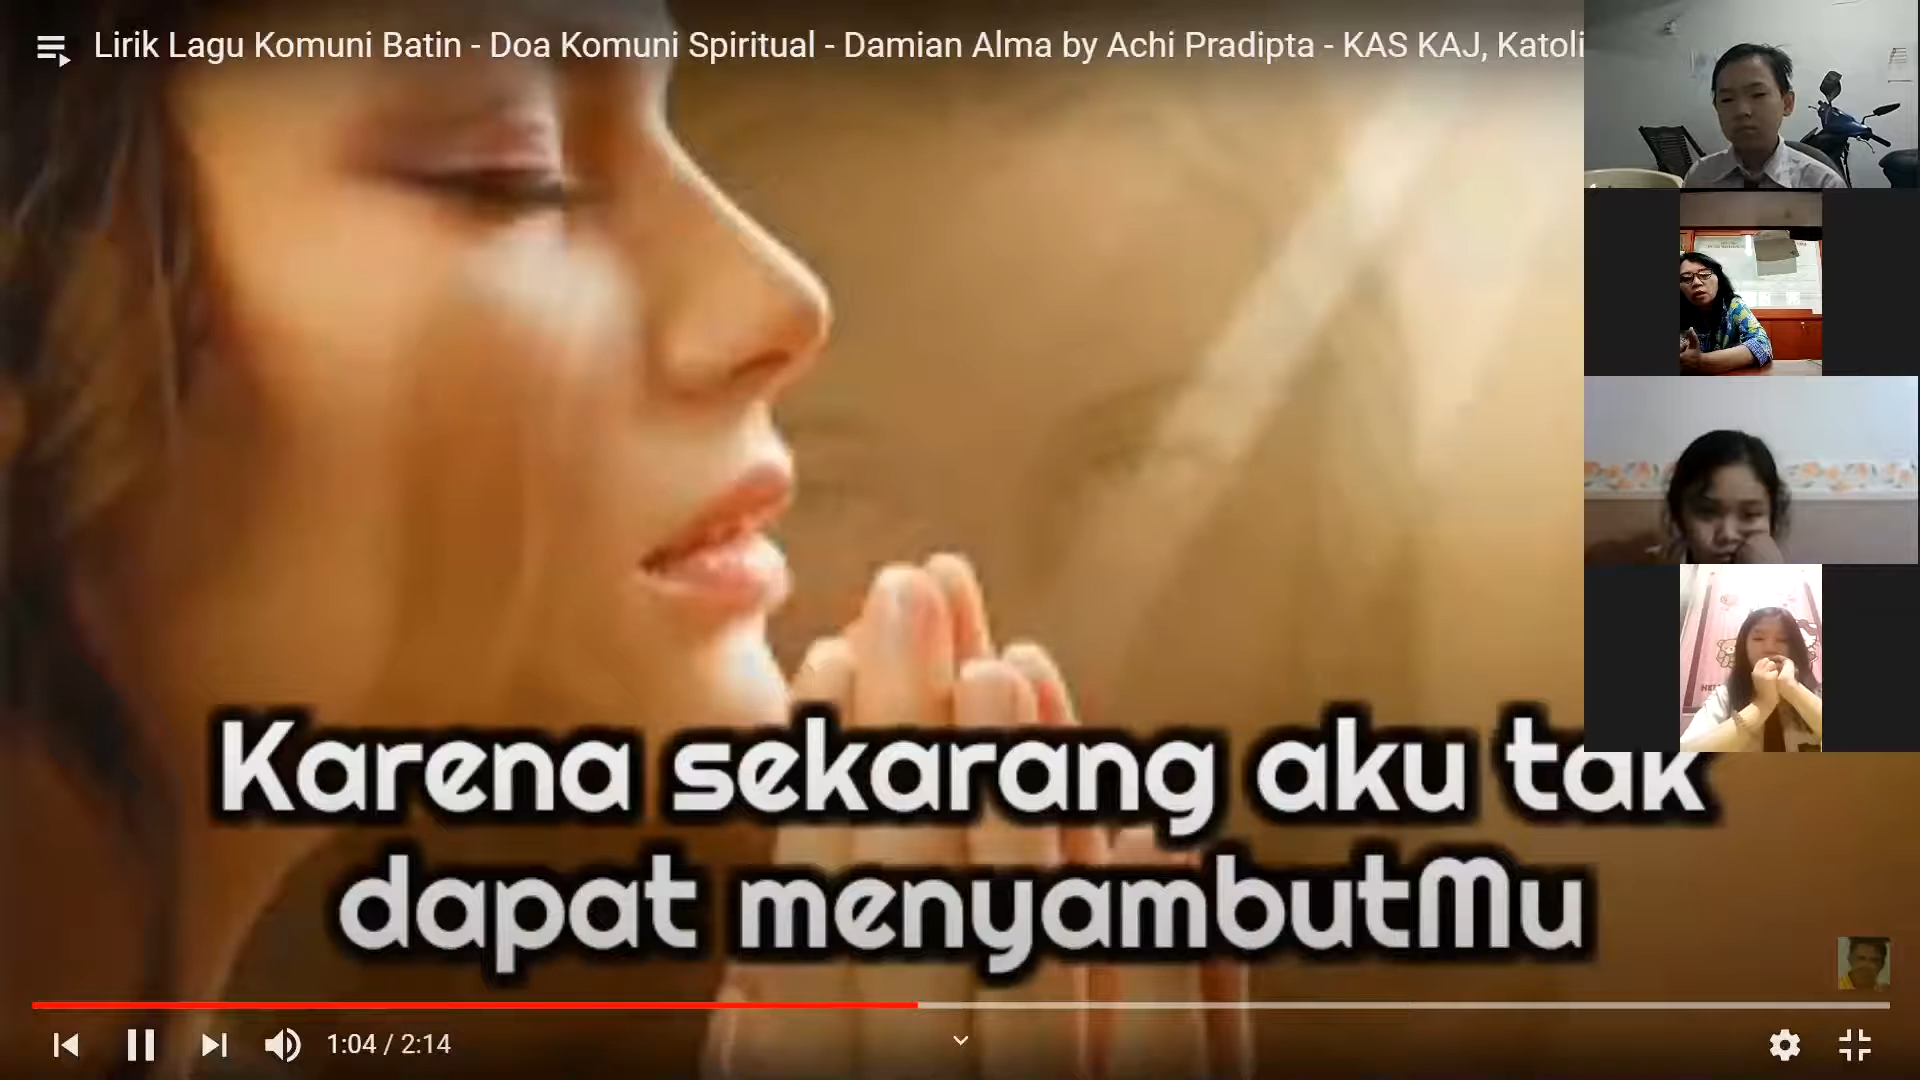 Lirik Lagu Komuni Batin - Doa Komuni Spiritual - Damian Alma by Achi Pradipta - KAS KAJ, Katoli
Karena sekarang aku tak
dapat menyambutMu
1:04 / 2:14